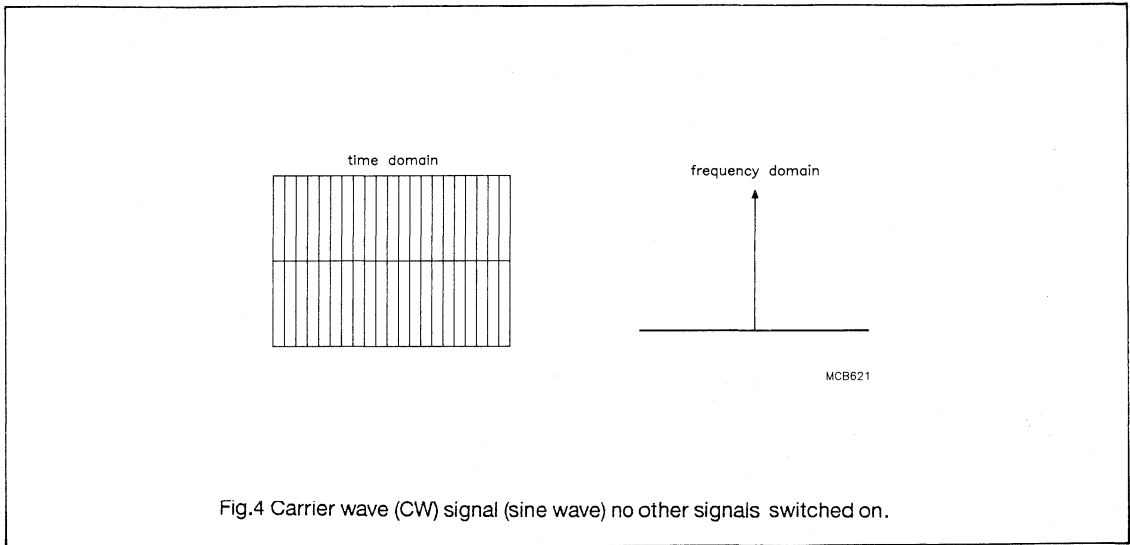 time domain
frequency domain
MCB621
Fig.4 Carrier wave (CW) signal (sine wave) no other signals switched on.